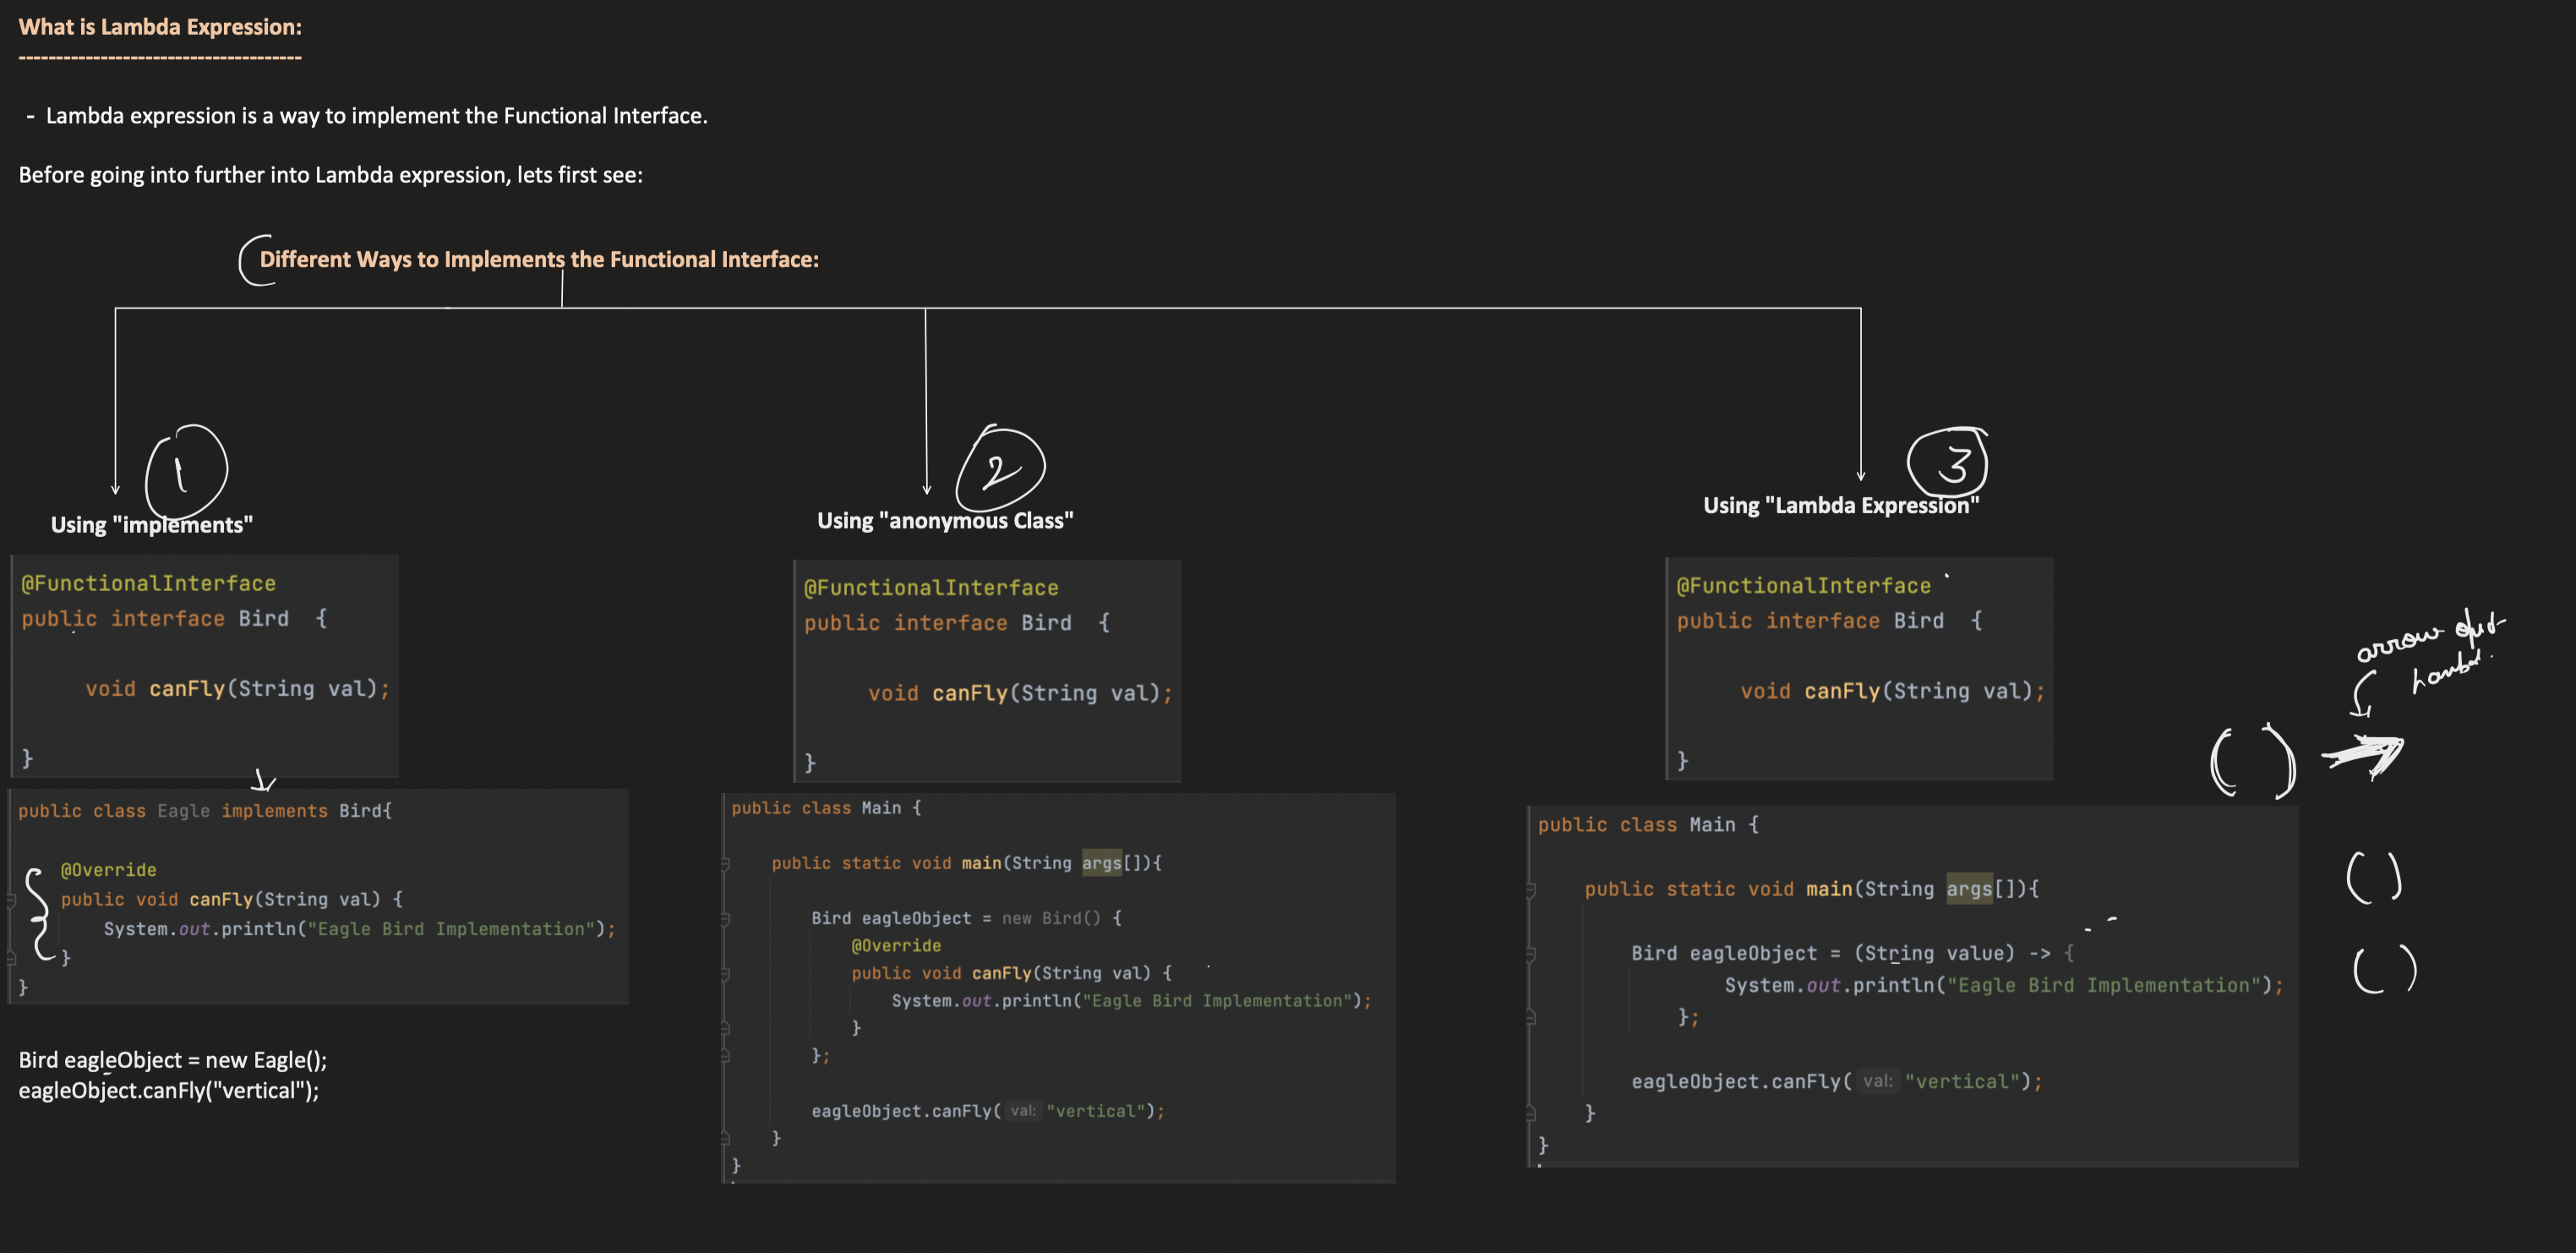 What is Lambda Expression:
-------------------------------------
- Lambda expression is a way to implement the Functional Interface.
Before going into further into Lambda expression, lets first see:
Different Ways to Implements the Functional Interface:
1
Using "implements"
@FunctionalInterface
public interface Bird {
void canFly(String val);
}
public class Eagle implements Bird{
@Override
public void canFly(String val) {
System.out.println("Eagle Bird Implementation");
}
}
Bird eagleObject = new Eagle();
eagleObject.canFly("vertical");
2
Using "anonymous Class"
@FunctionalInterface
public interface Bird {
void canFly(String val);
}
public class Main {
public static void main(String args[]){
Bird eagleObject = new Bird() {
@Override
public void canFly(String val) {
System.out.println("Eagle Bird Implementation");
}
};
eagleObject.canFly( val: "vertical");
}
}
3
Using "Lambda Expression"
@FunctionalInterface
public interface Bird {
void canFly(String val);
}
public class Main {
public static void main(String args[]){
Bird eagleObject = (String value) -> {
System.out.println("Eagle Bird Implementation");
};
eagleObject.canFly( val: "vertical");
}
}
arrow
( )
( )
( )